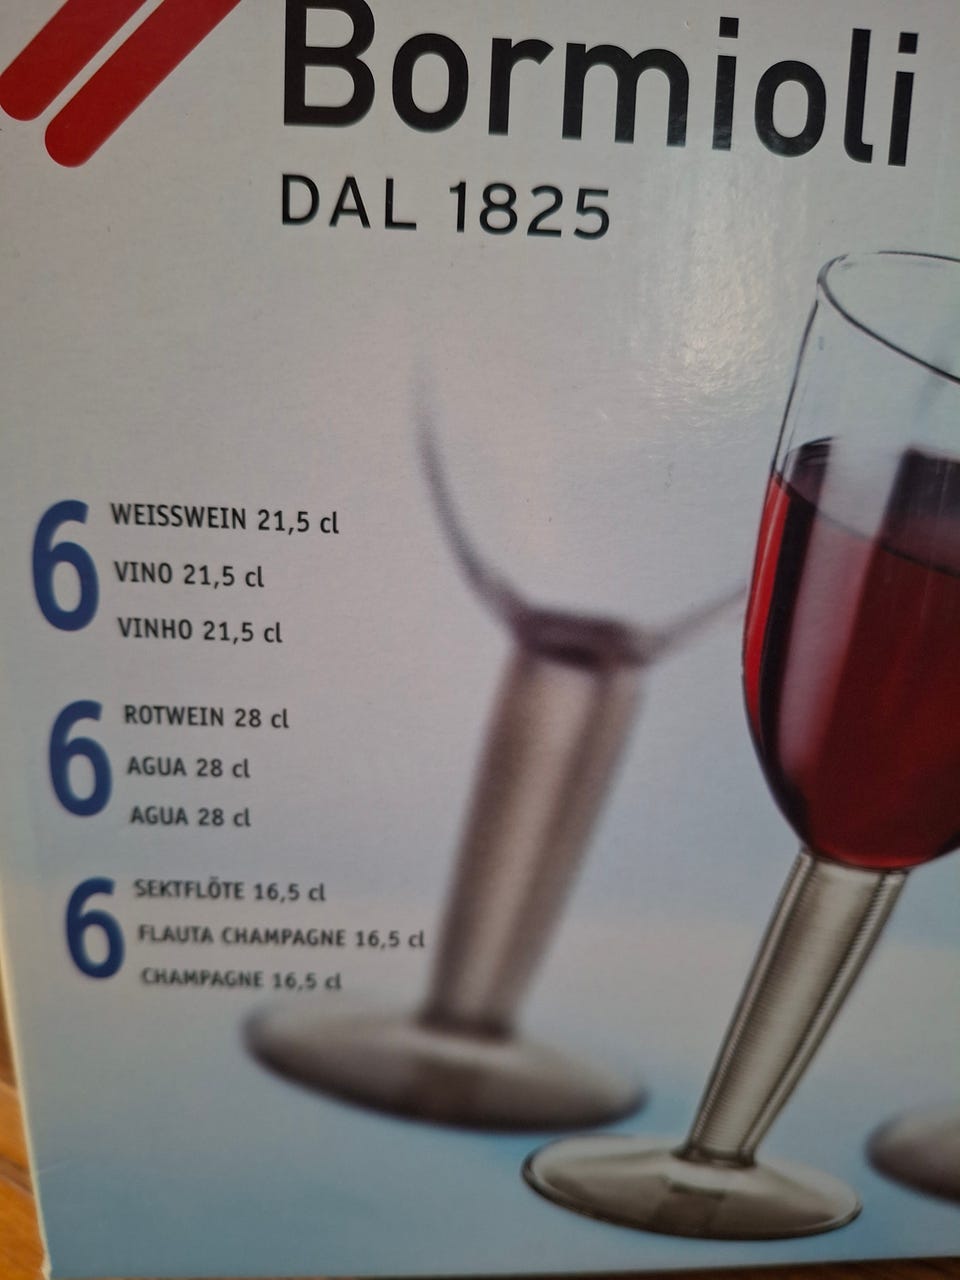 Bormioli
DAL 1825
6
WEISSWEIN 21,5 cl
VINO 21,5 cl
VINHO 21,5 cl
6
ROTWEIN 28 cl
AGUA 28 cl
AGUA 28 cl
6
SEKTFLÖTE 16,5 cl
FLAUTA CHAMPAGNE 16,5 cl
CHAMPAGNE 16,5 cl